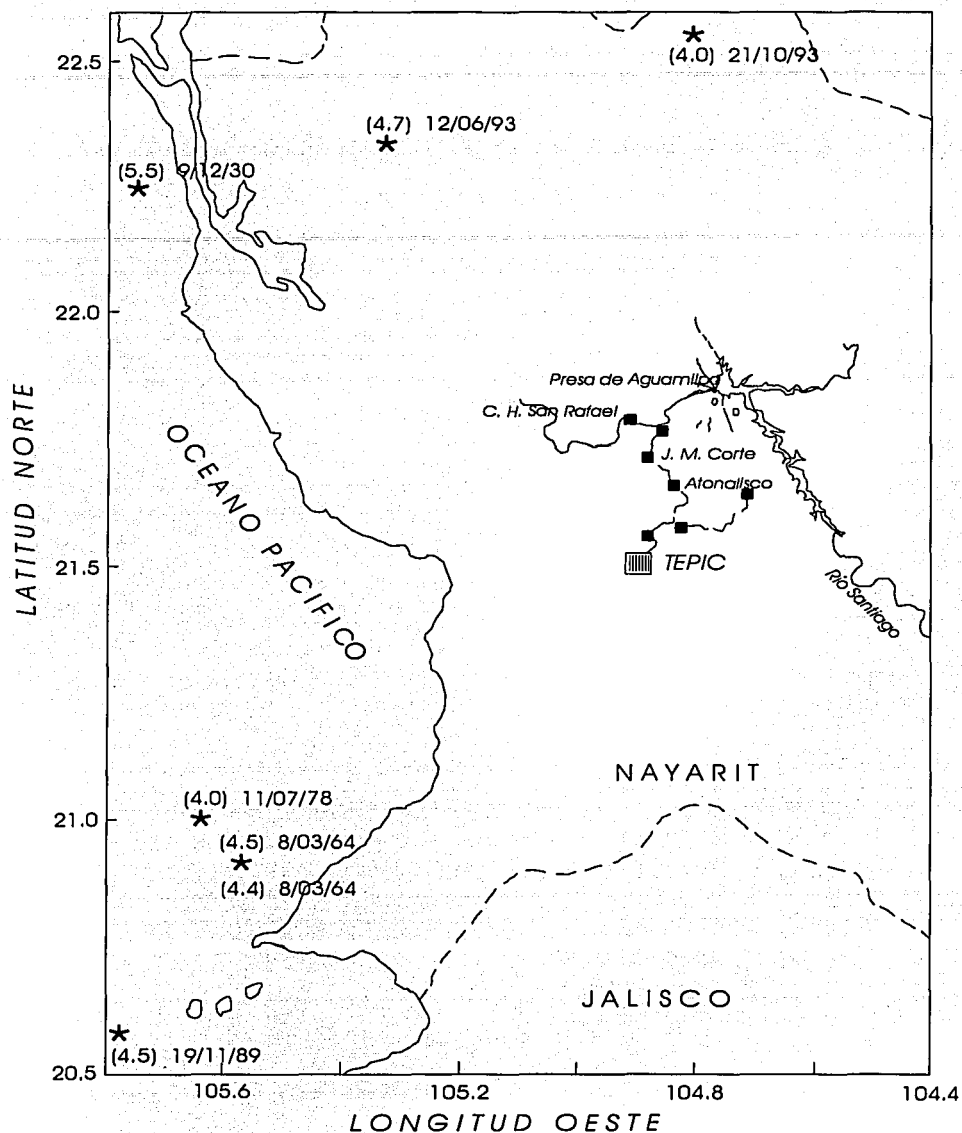 22.5
(4.0) 21/10/93
(4.7) 12/06/93
(5.5) 9/12/30
22.0
Presa de Aguamilpa
C. H. San Rafael
J. M. Corte
Atonalisco
LATITUD NORTE
OCEANO PACIFICO
21.5
TEPIC
Río Santiago
NAYARIT
(4.0) 11/07/78
21.0
(4.5) 8/03/64
(4.4) 8/03/64
JALISCO
(4.5) 19/11/89
20.5
105.6
105.2
104.8
104.4
LONGITUD OESTE